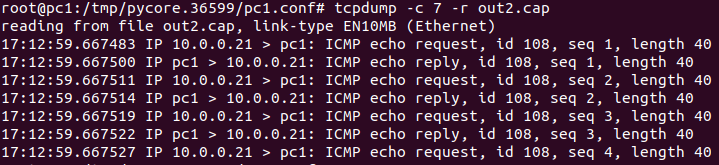 root@pc1:/tmp/pycore.36599/pc1.conf# tcpdump -c 7 -r out2.cap
reading from file out2.cap, link-type EN10MB (Ethernet)
17:12:59.667483 IP 10.0.0.21 > pc1: ICMP echo request, id 108, seq 1, length 40
17:12:59.667500 IP pc1 > 10.0.0.21: ICMP echo reply, id 108, seq 1, length 40
17:12:59.667511 IP 10.0.0.21 > pc1: ICMP echo request, id 108, seq 2, length 40
17:12:59.667514 IP pc1 > 10.0.0.21: ICMP echo reply, id 108, seq 2, length 40
17:12:59.667519 IP 10.0.0.21 > pc1: ICMP echo request, id 108, seq 3, length 40
17:12:59.667522 IP pc1 > 10.0.0.21: ICMP echo reply, id 108, seq 3, length 40
17:12:59.667527 IP 10.0.0.21 > pc1: ICMP echo request, id 108, seq 4, length 40